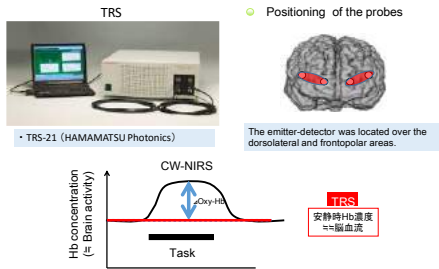 TRS
Positioning of the probes
・TRS-21 (HAMAMATSU Photonics)
The emitter-detector was located over the
dorsolateral and frontopolar areas.
CW-NIRS
Hb concentration
(≒ Brain activity)
Oxy-Hb
Task
TRS
安静時Hb濃度
≒≒脳血流